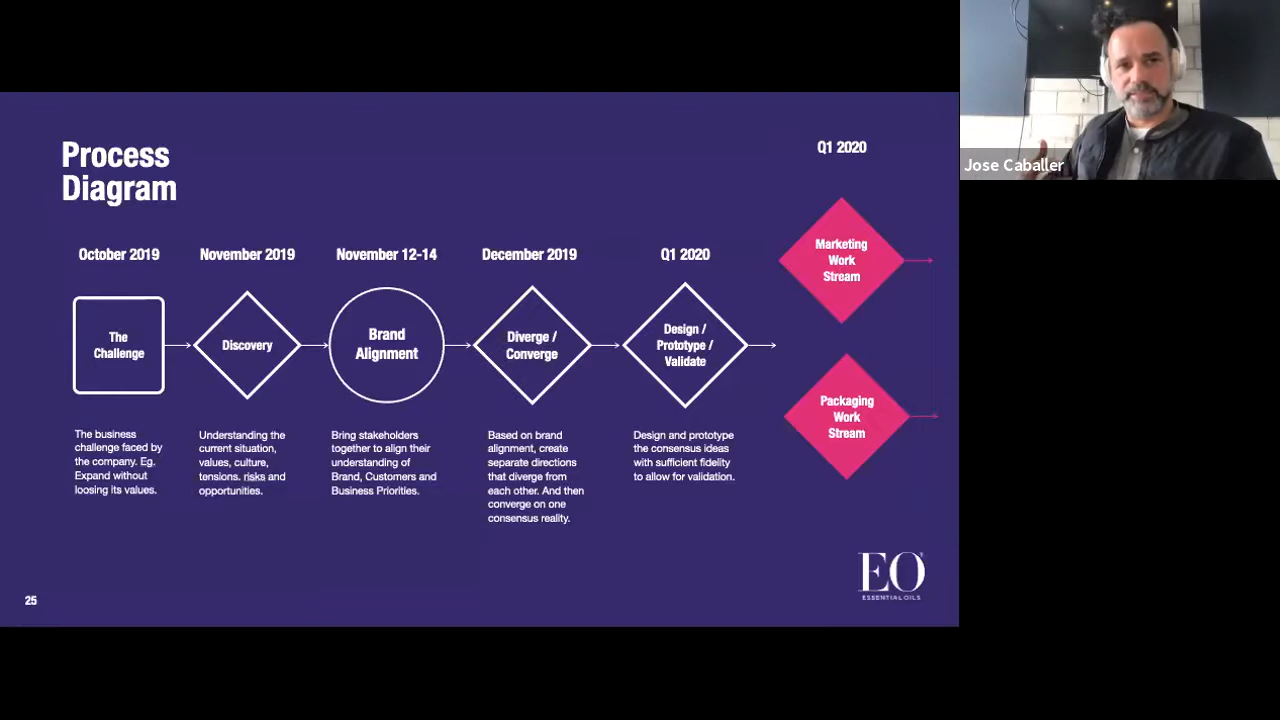 Process
Diagram
Q1 2020
October 2019
November 2019
November 12-14
December 2019
Q1 2020
The
Challenge
Discovery
Brand
Alignment
Diverge /
Converge
Design /
Prototype /
Validate
Marketing
Work
Stream
Packaging
Work
Stream
The business
challenge faced by
the company. Eg.
Expand without
loosing its values.
Understanding the
current situation,
values, culture,
tensions. risks and
opportunities.
Bring stakeholders
together to align their
understanding of
Brand, Customers and
Business Priorities.
Based on brand
alignment, create
separate directions
that diverge from
each other. And then
converge on one
consensus reality.
Design and prototype
the consensus ideas
with sufficient fidelity
to allow for validation.
EO
ESSENTIAL OILS
25
Jose Caballer